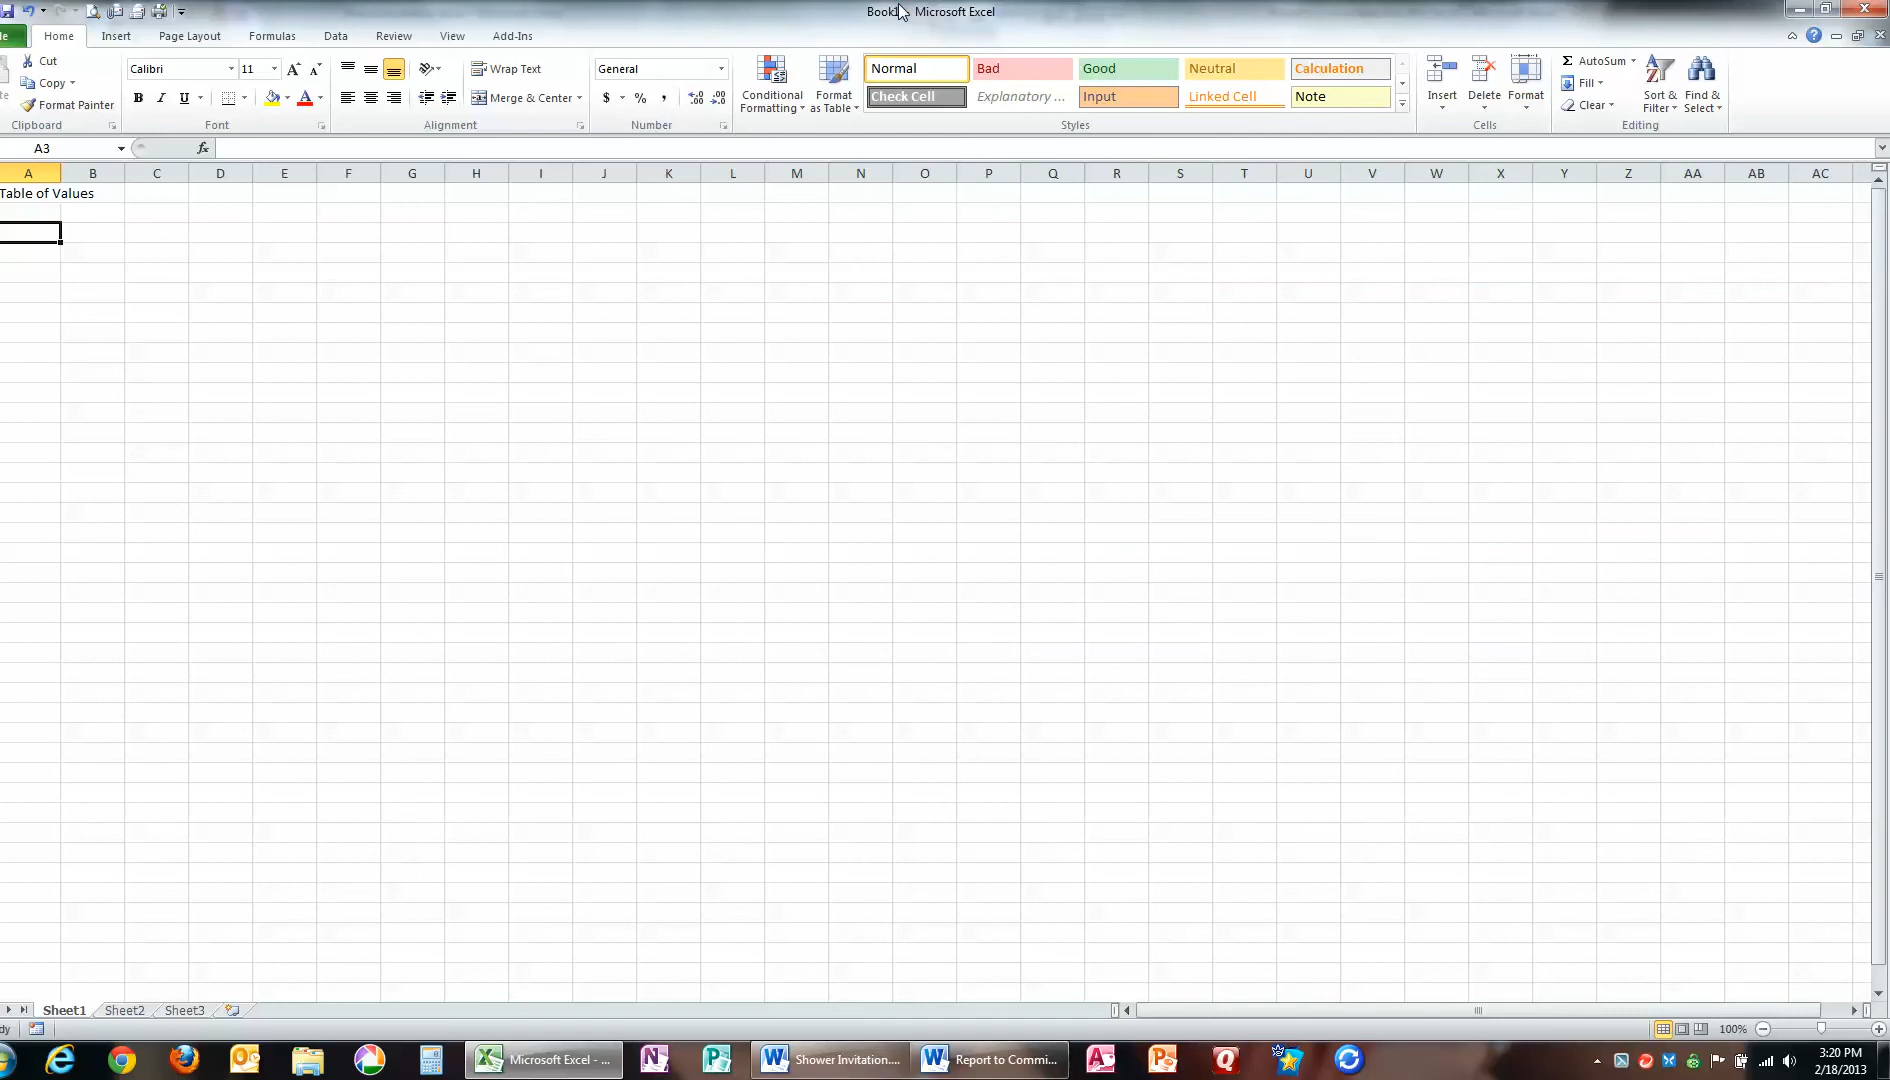 Book1 - Microsoft Excel
Home Insert Page Layout Formulas Data Review View Add-Ins
Cut
Copy
Format Painter
Clipboard
Calibri 11
B I U
Font
Wrap Text
Merge & Center
Alignment
General
$ % ,
Number
Conditional Formatting
Format as Table
Normal Bad Good Neutral Calculation
Check Cell Explanatory ... Input Linked Cell Note
Styles
Insert Delete Format
Cells
Σ AutoSum
Fill
Clear
Sort & Filter
Find & Select
Editing
A3 fx
A B C D E F G H I J K L M N O P Q R S T U V W X Y Z AA AB AC
Table of Values
Sheet1 Sheet2 Sheet3
100%
Microsoft Excel - ...
Shower Invitation....
Report to Commi...
3:20 PM
2/18/2013